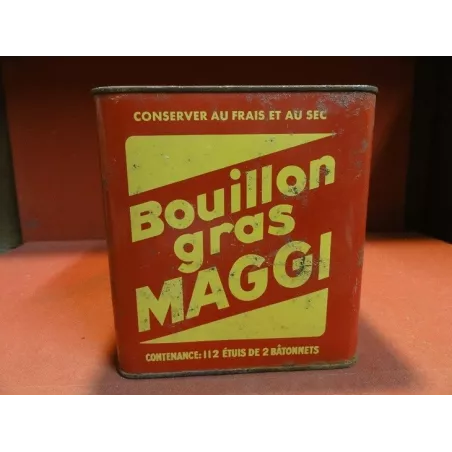 CONSERVER AU FRAIS ET AU SEC
Bouillon
gras
MAGGI
CONTENANCE: 112 ÉTUIS DE 2 BÂTONNETS